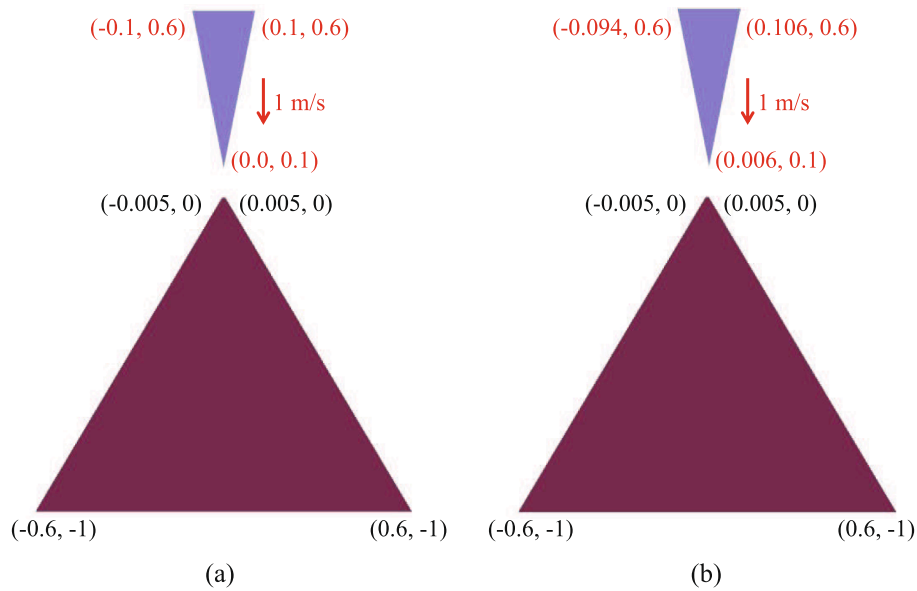 (-0.1, 0.6) (0.1, 0.6)
1 m/s
(0.0, 0.1)
(-0.005, 0) (0.005, 0)
(-0.6, -1) (0.6, -1)
(a)
(-0.094, 0.6) (0.106, 0.6)
1 m/s
(0.006, 0.1)
(-0.005, 0) (0.005, 0)
(-0.6, -1) (0.6, -1)
(b)